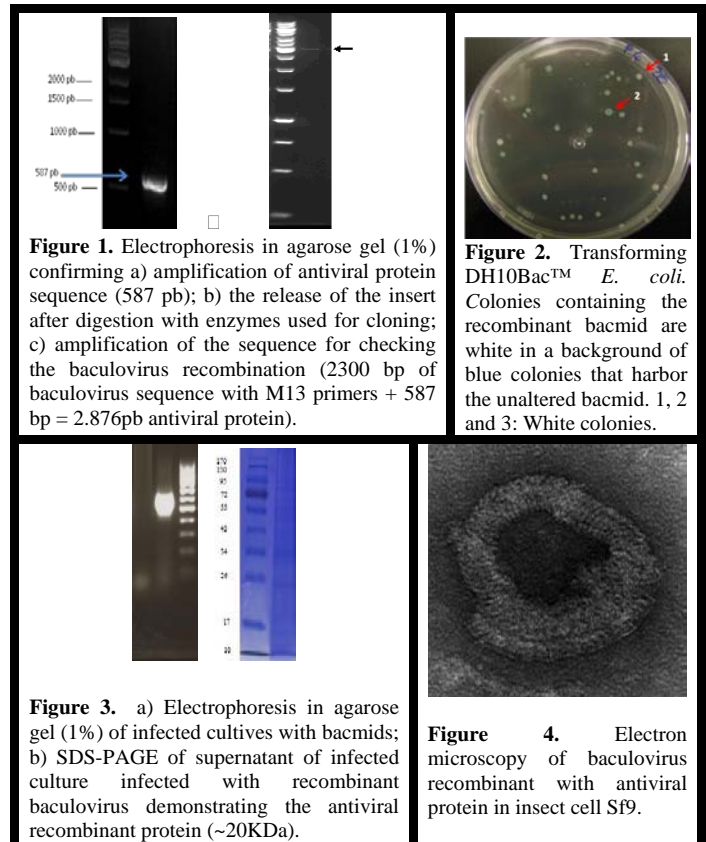 2000 pb
1500 pb
1000 pb
587 pb
500 pb
Figure 1. Electrophoresis in agarose gel (1%)
confirming a) amplification of antiviral protein
sequence (587 pb); b) the release of the insert
after digestion with enzymes used for cloning;
c) amplification of the sequence for checking
the baculovirus recombination (2300 bp of
baculovirus sequence with M13 primers + 587
bp = 2.876pb antiviral protein).
1
2
Figure 2. Transforming
DH10Bac™ E. coli.
Colonies containing the
recombinant bacmid are
white in a background of
blue colonies that harbor
the unaltered bacmid. 1, 2
and 3: White colonies.
170
130
95
72
55
34
26
17
10
Figure 3. a) Electrophoresis in agarose
gel (1%) of infected cultives with bacmids;
b) SDS-PAGE of supernatant of infected
culture infected with recombinant
baculovirus demonstrating the antiviral
recombinant protein (~20KDa).
Figure 4. Electron
microscopy of baculovirus
recombinant with antiviral
protein in insect cell Sf9.